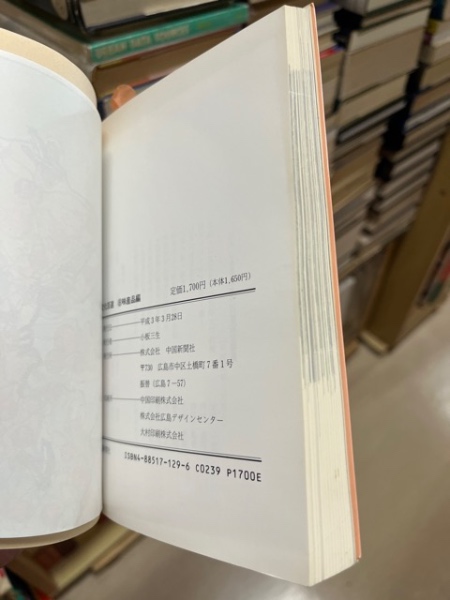 URBAN DATA SOURCES
定価1,700円(本体1,650円)
平成3年3月28日
株式会社 中国新聞社
〒730 広島市中区土橋町7番1号
振替(広島7-57)
中国印刷株式会社
株式会社広島デザインセンター
大村印刷株式会社
ISBN4-88517-129-6 C0239 P1700E